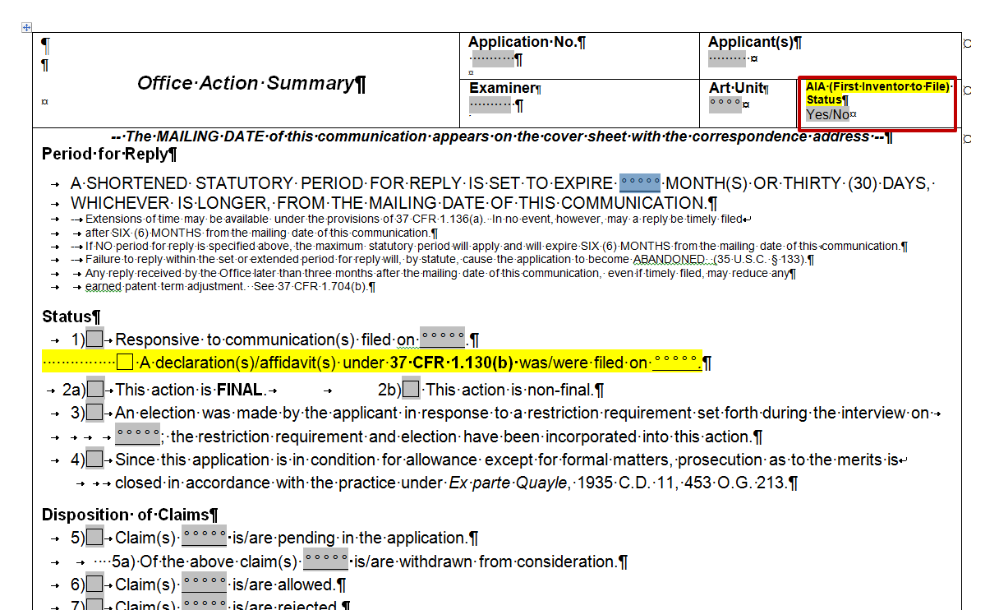 Application No.
Applicant(s)
Office Action Summary
Examiner
Art Unit
AIA (First Inventor to File)
Status
Yes/No
-- The MAILING DATE of this communication appears on the cover sheet with the correspondence address --
Period for Reply
A SHORTENED STATUTORY PERIOD FOR REPLY IS SET TO EXPIRE MONTH(S) OR THIRTY (30) DAYS,
WHICHEVER IS LONGER, FROM THE MAILING DATE OF THIS COMMUNICATION.
- Extensions of time may be available under the provisions of 37 CFR 1.136(a). In no event, however, may a reply be timely filed
after SIX (6) MONTHS from the mailing date of this communication.
- If NO period for reply is specified above, the maximum statutory period will apply and will expire SIX (6) MONTHS from the mailing date of this communication.
- Failure to reply within the set or extended period for reply will, by statute, cause the application to become ABANDONED (35 U.S.C. § 133).
Any reply received by the Office later than three months after the mailing date of this communication, even if timely filed, may reduce any
earned patent term adjustment. See 37 CFR 1.704(b).
Status
1) Responsive to communication(s) filed on .
A declaration(s)/affidavit(s) under 37 CFR 1.130(b) was/were filed on .
2a) This action is FINAL. 2b) This action is non-final.
3) An election was made by the applicant in response to a restriction requirement set forth during the interview on
; the restriction requirement and election have been incorporated into this action.
4) Since this application is in condition for allowance except for formal matters, prosecution as to the merits is
closed in accordance with the practice under Ex parte Quayle, 1935 C.D. 11, 453 O.G. 213.
Disposition of Claims
5) Claim(s) is/are pending in the application.
5a) Of the above claim(s) is/are withdrawn from consideration.
6) Claim(s) is/are allowed.
7) Claim(s) is/are rejected.